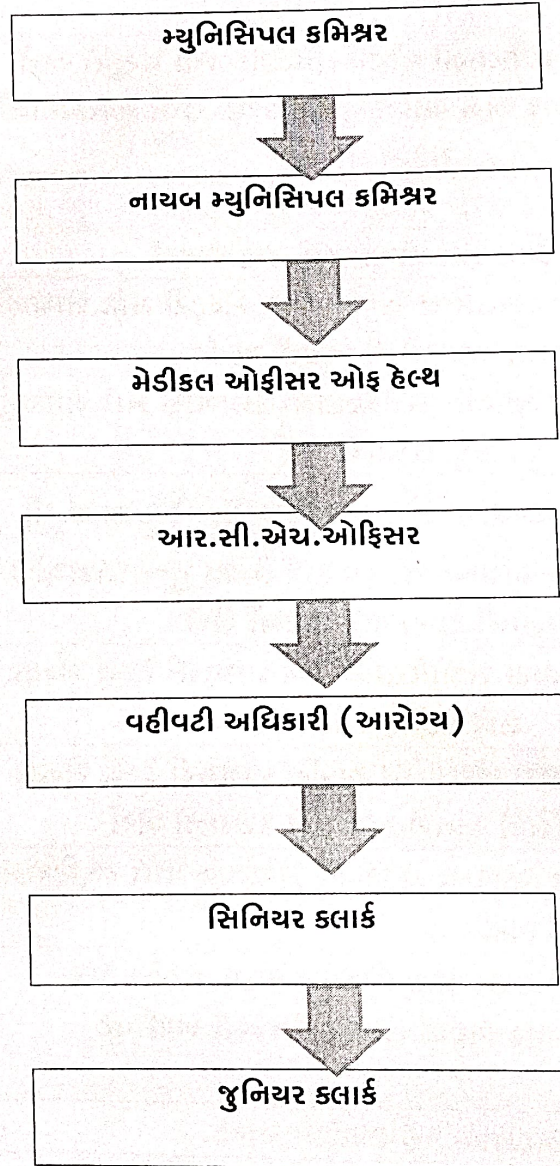 મ્યુનિસિપલ કમિશ્નર
નાયબ મ્યુનિસિપલ કમિશ્નર
મેડીકલ ઓફીસર ઓફ હેલ્થ
આર.સી.એચ.ઓફિસર
વહીવટી અધિકારી (આરોગ્ય)
સિનિયર કલાર્ક
જુનિયર કલાર્ક